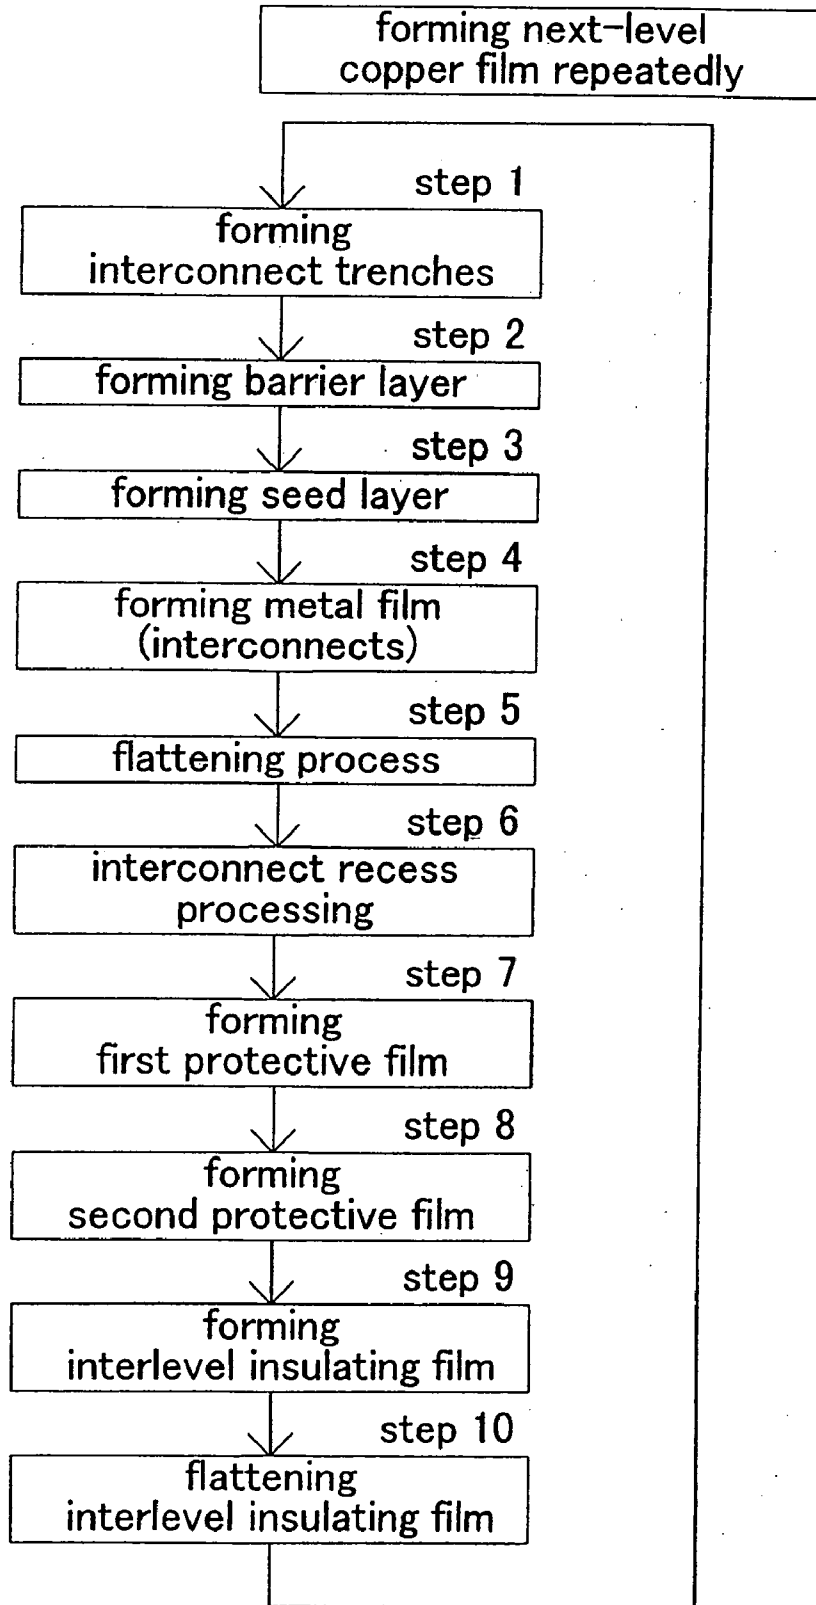 forming next-level
copper film repeatedly
step 1
forming
interconnect trenches
step 2
forming barrier layer
step 3
forming seed layer
step 4
forming metal film
(interconnects)
step 5
flattening process
step 6
interconnect recess
processing
step 7
forming
first protective film
step 8
forming
second protective film
step 9
forming
interlevel insulating film
step 10
flattening
interlevel insulating film